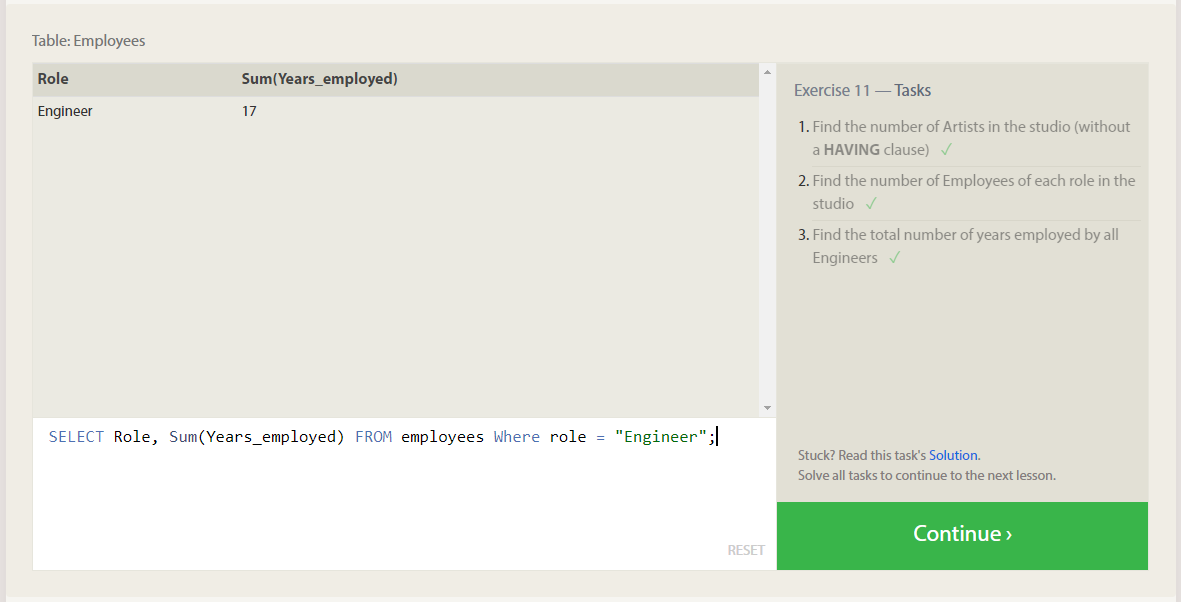 Table: Employees
Role Sum(Years_employed)
Engineer 17
SELECT Role, Sum(Years_employed) FROM employees Where role = "Engineer";
RESET
Exercise 11 — Tasks
1. Find the number of Artists in the studio (without
a HAVING clause) ✓
2. Find the number of Employees of each role in the
studio ✓
3. Find the total number of years employed by all
Engineers ✓
Stuck? Read this task's Solution.
Solve all tasks to continue to the next lesson.
Continue ›